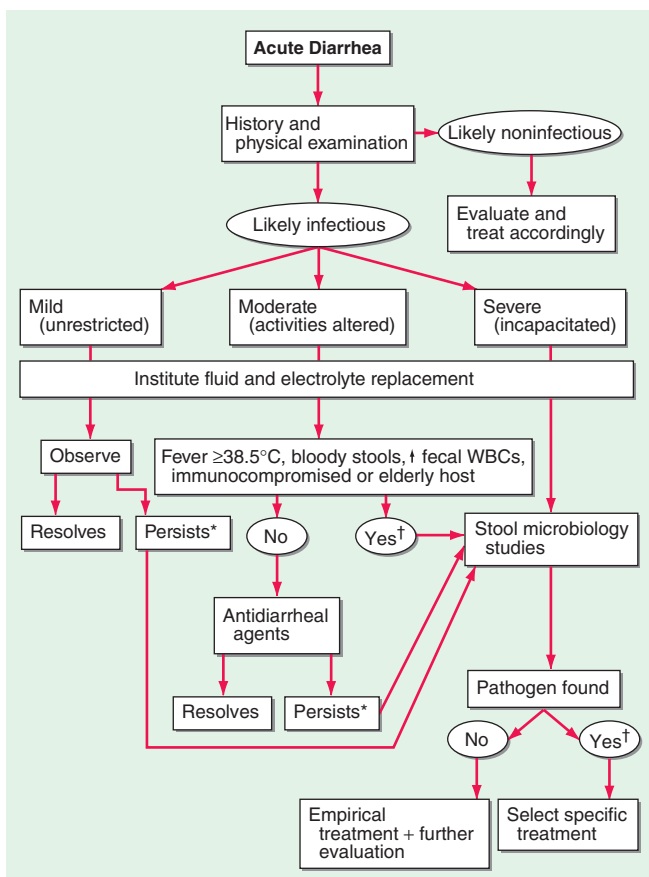 Acute Diarrhea
History and
physical examination
Likely noninfectious
Evaluate and
treat accordingly
Likely infectious
Mild
(unrestricted)
Moderate
(activities altered)
Severe
(incapacitated)
Institute fluid and electrolyte replacement
Observe
Fever ≥38.5°C, bloody stools, ↑ fecal WBCs,
immunocompromised or elderly host
Resolves
Persists*
No
Yes†
Stool microbiology
studies
Antidiarrheal
agents
Resolves
Persists*
Pathogen found
No
Yes†
Empirical
treatment + further
evaluation
Select specific
treatment